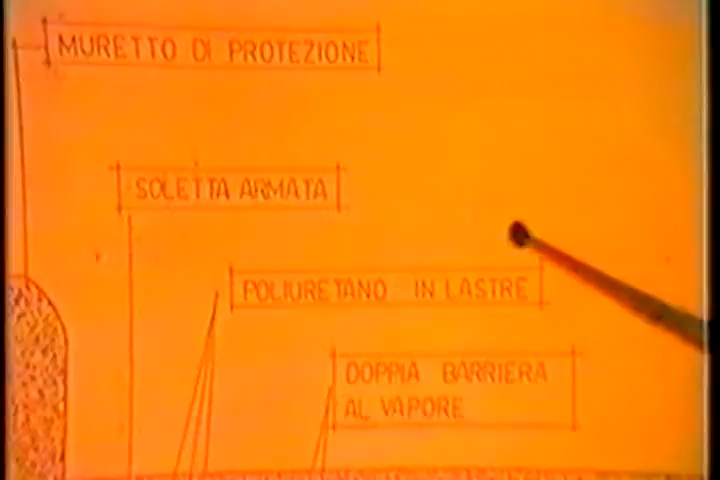 MURETTO DI PROTEZIONE
SOLETTA ARMATA
POLIURETANO IN LASTRE
DOPPIA BARRIERA
AL VAPORE